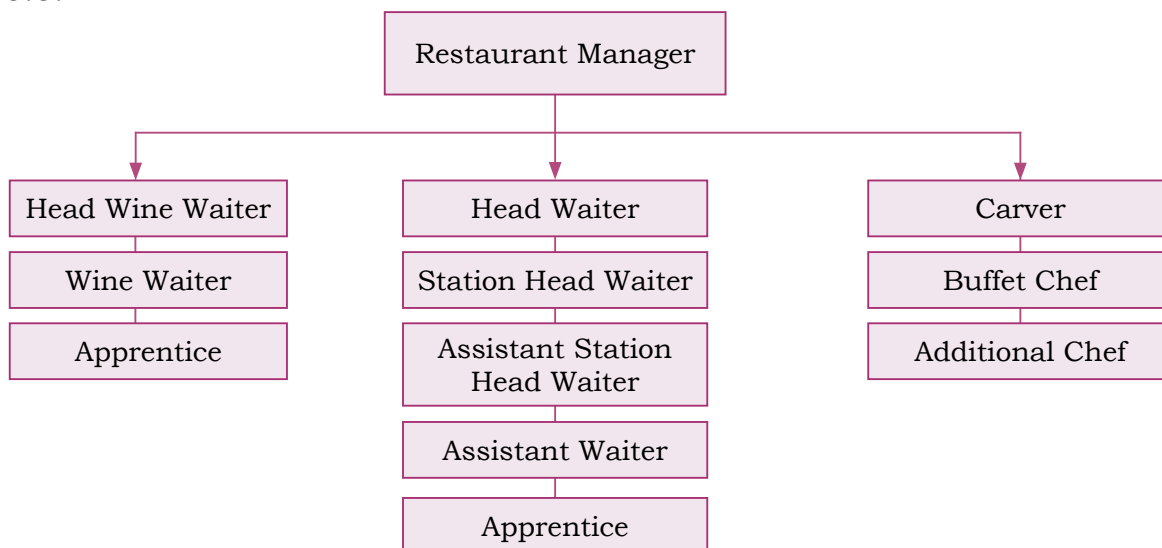 Restaurant Manager
Head Wine Waiter
Wine Waiter
Apprentice
Head Waiter
Station Head Waiter
Assistant Station
Head Waiter
Assistant Waiter
Apprentice
Carver
Buffet Chef
Additional Chef